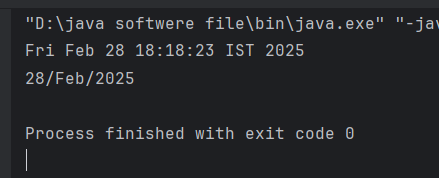 "D:\java softwere file\bin\java.exe" "-jav
Fri Feb 28 18:18:23 IST 2025
28/Feb/2025
Process finished with exit code 0